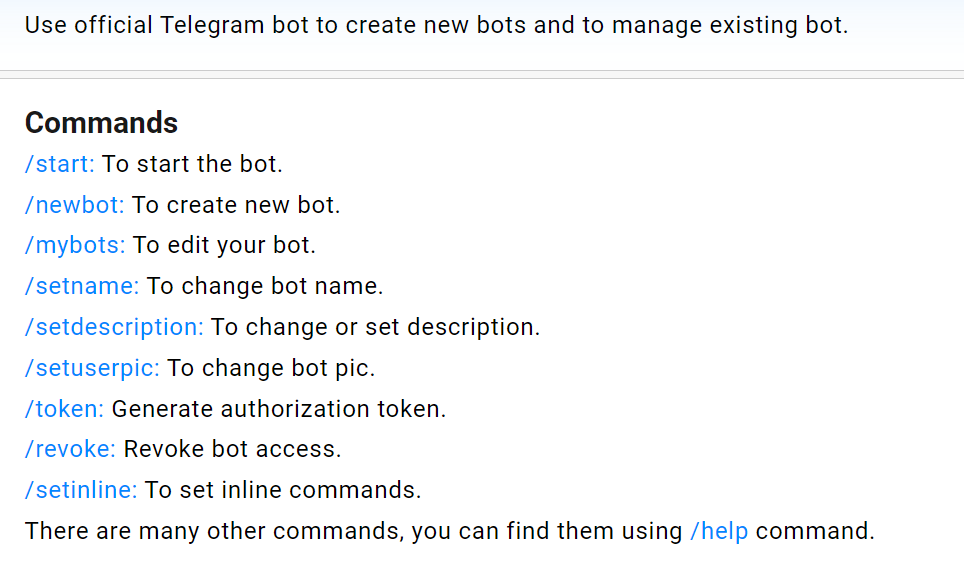 Use official Telegram bot to create new bots and to manage existing bot.
Commands
/start: To start the bot.
/newbot: To create new bot.
/mybots: To edit your bot.
/setname: To change bot name.
/setdescription: To change or set description.
/setuserpic: To change bot pic.
/token: Generate authorization token.
/revoke: Revoke bot access.
/setinline: To set inline commands.
There are many other commands, you can find them using /help command.